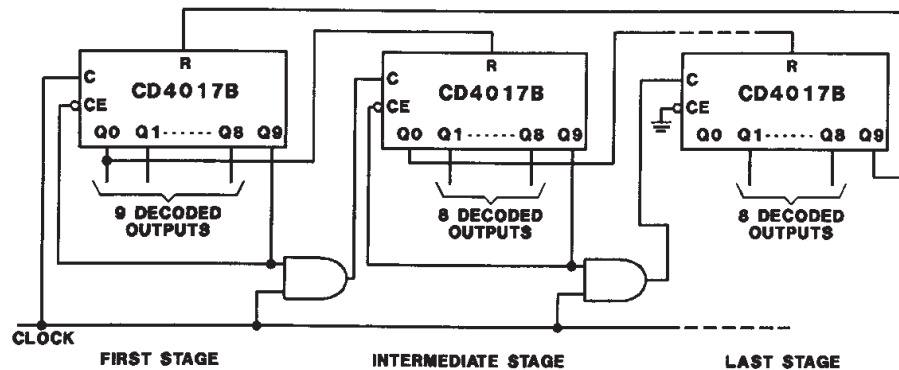 R
R
R
C
CD4017B
CE
Q0 Q1 ······ Q8 Q9
C
CD4017B
CE
Q0 Q1 ······ Q8 Q9
C
CD4017B
CE
Q0 Q1 ······ Q8 Q9
9 DECODED
OUTPUTS
8 DECODED
OUTPUTS
8 DECODED
OUTPUTS
CLOCK
FIRST STAGE
INTERMEDIATE STAGE
LAST STAGE